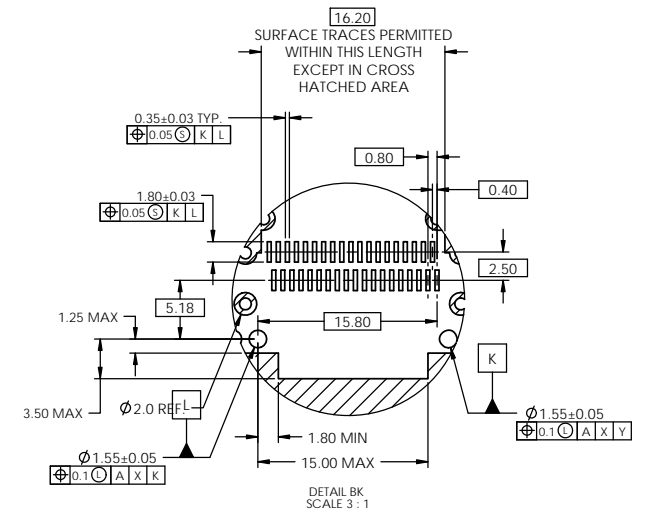 16.20
SURFACE TRACES PERMITTED
WITHIN THIS LENGTH
EXCEPT IN CROSS
HATCHED AREA
0.35±0.03 TYP.
⌖ 0.05 Ⓢ K L
0.80
0.40
1.80±0.03
⌖ 0.05 Ⓢ K L
2.50
5.18
15.80
1.25 MAX
K
L
3.50 MAX
Ø2.0 REF.
Ø1.55±0.05
⌖ 0.1 Ⓛ A X Y
1.80 MIN
Ø1.55±0.05
⌖ 0.1 Ⓛ A X K
15.00 MAX
DETAIL BK
SCALE 3 : 1